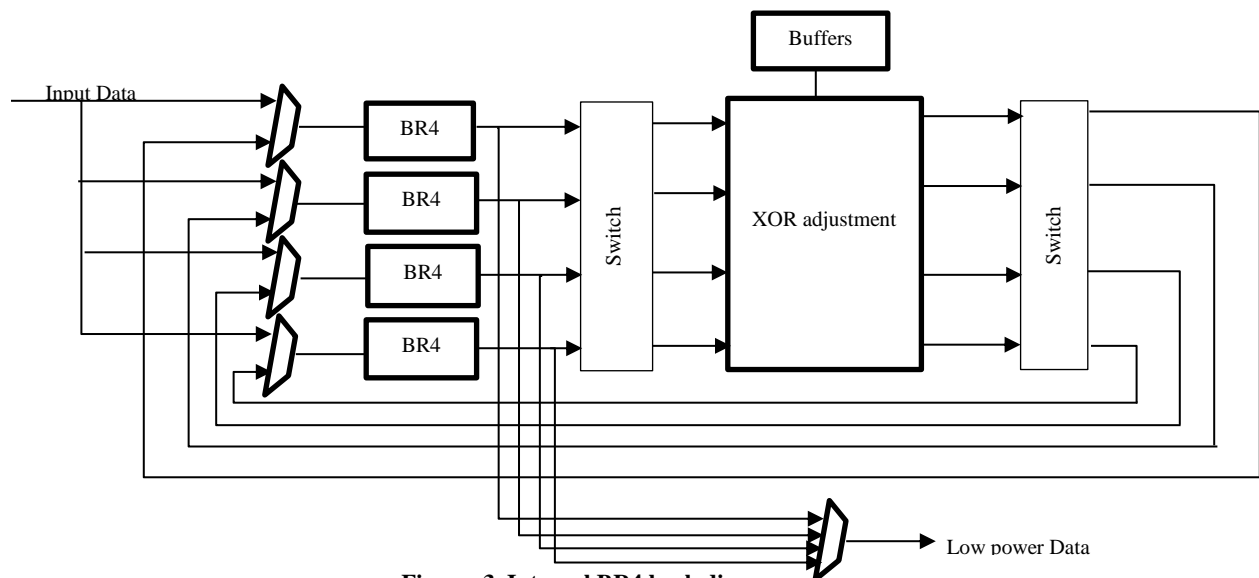 Buffers
Input Data
BR4
BR4
BR4
BR4
Switch
XOR adjustment
Switch
Low power Data